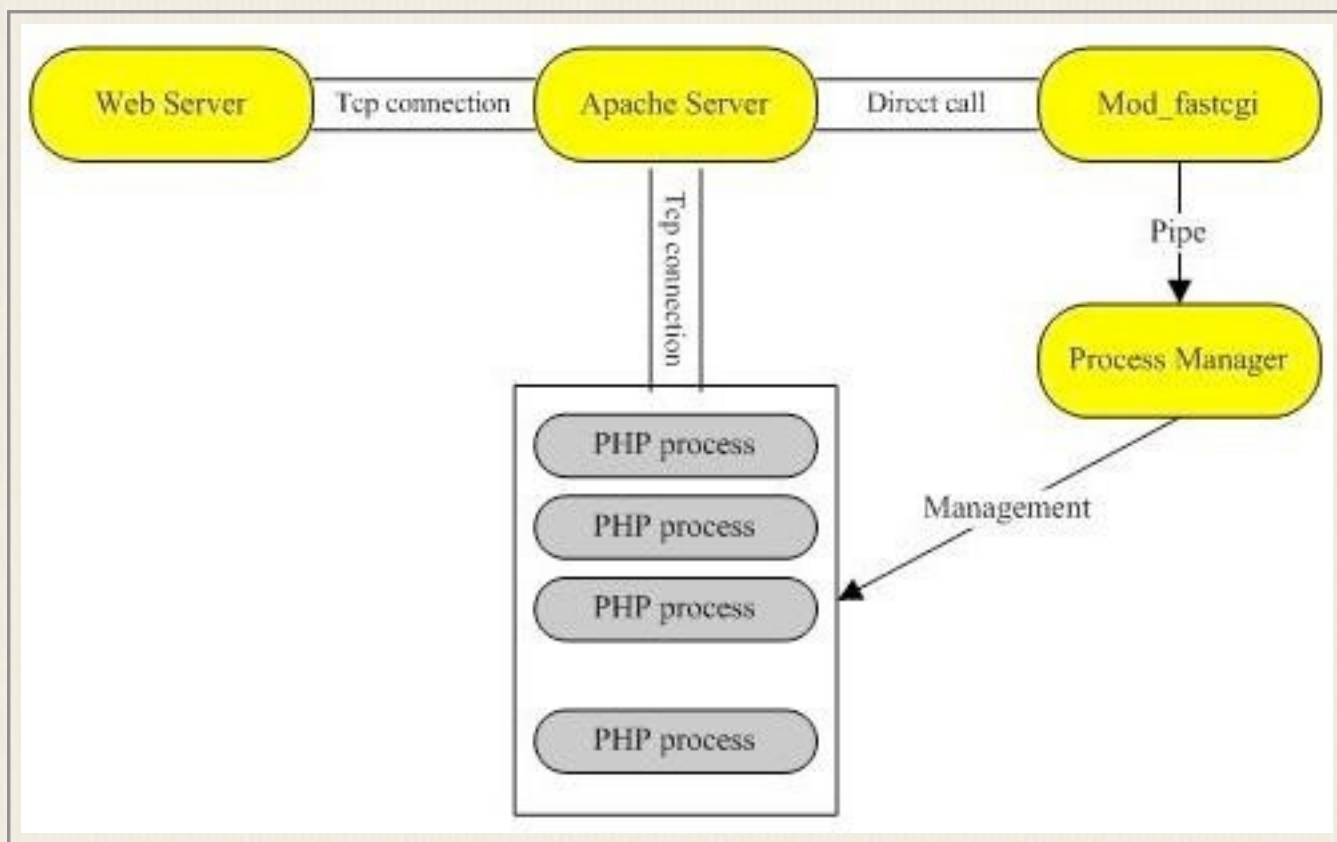 Web Server
Tcp connection
Apache Server
Direct call
Mod_fastcgi
Tcp connection
Pipe
Process Manager
PHP process
PHP process
Management
PHP process
PHP process